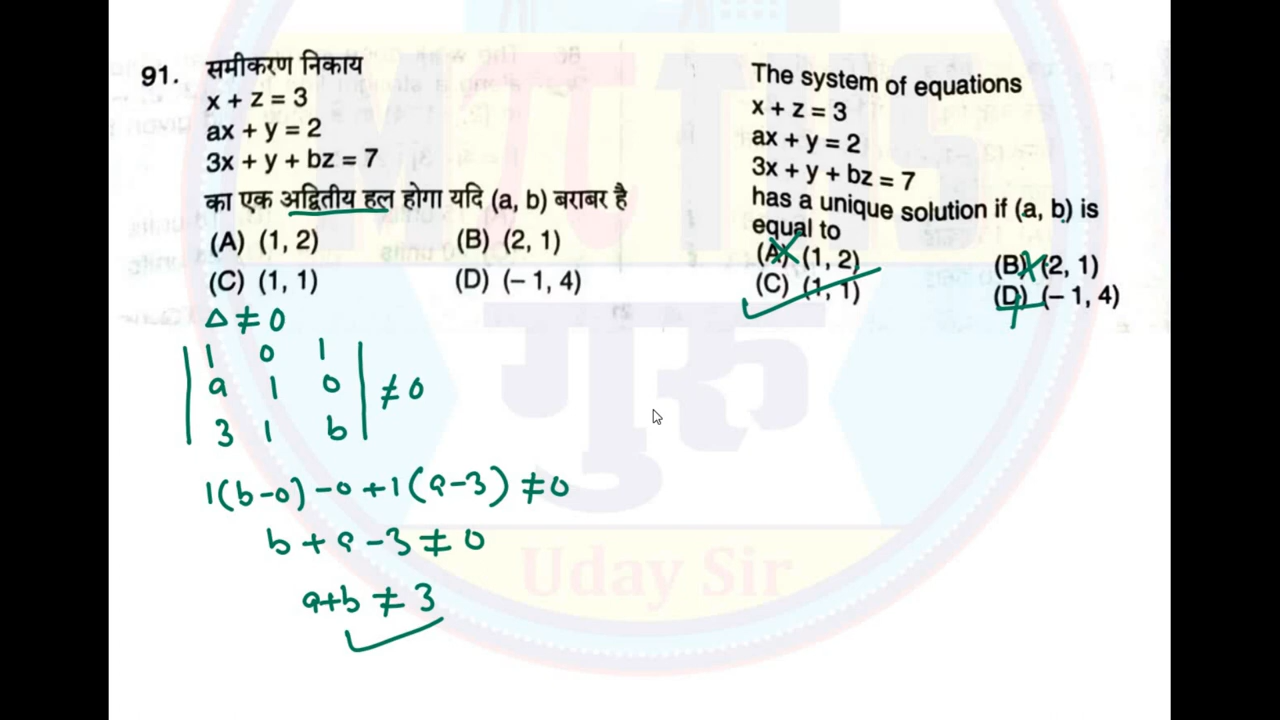 91. समीकरण निकाय
x + z = 3
ax + y = 2
3x + y + bz = 7
का एक अद्वितीय हल होगा यदि (a, b) बराबर है
(A) (1, 2) (B) (2, 1)
(C) (1, 1) (D) (– 1, 4)
The system of equations
x + z = 3
ax + y = 2
3x + y + bz = 7
has a unique solution if (a, b) is
equal to
(A) (1, 2) (B) (2, 1)
(C) (1, 1) (D) (– 1, 4)
Δ ≠ 0
1 0 1
a 1 0 ≠ 0
3 1 b
1(b-0) -0 +1(a-3) ≠ 0
b + a - 3 ≠ 0
a+b ≠ 3
गुरु
Uday Sir